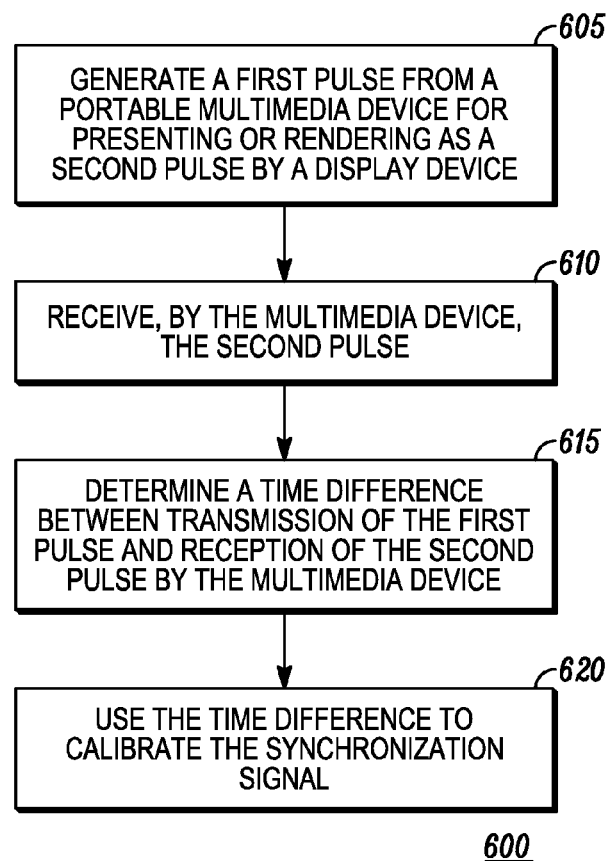 605
GENERATE A FIRST PULSE FROM A
PORTABLE MULTIMEDIA DEVICE FOR
PRESENTING OR RENDERING AS A
SECOND PULSE BY A DISPLAY DEVICE
610
RECEIVE, BY THE MULTIMEDIA DEVICE,
THE SECOND PULSE
615
DETERMINE A TIME DIFFERENCE
BETWEEN TRANSMISSION OF THE FIRST
PULSE AND RECEPTION OF THE SECOND
PULSE BY THE MULTIMEDIA DEVICE
620
USE THE TIME DIFFERENCE TO
CALIBRATE THE SYNCHRONIZATION
SIGNAL
600